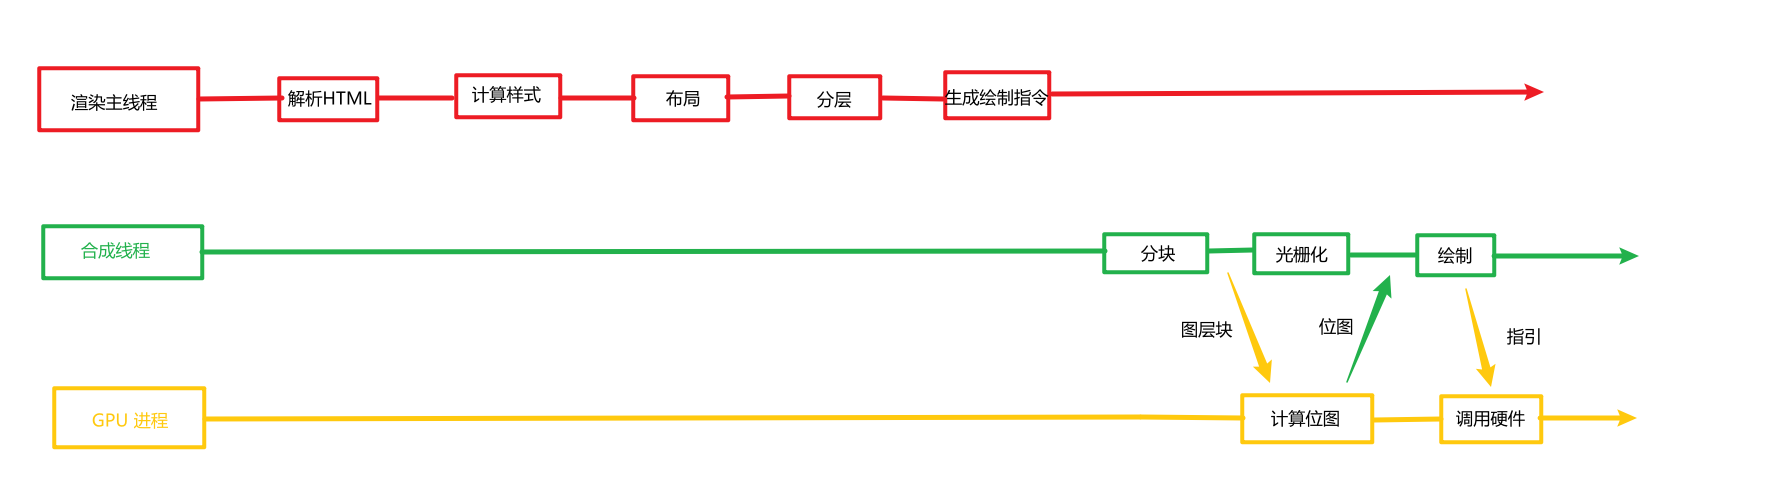 渲染主线程
解析HTML
计算样式
布局
分层
生成绘制指令
合成线程
分块
光栅化
绘制
图层块
位图
指引
GPU 进程
计算位图
调用硬件